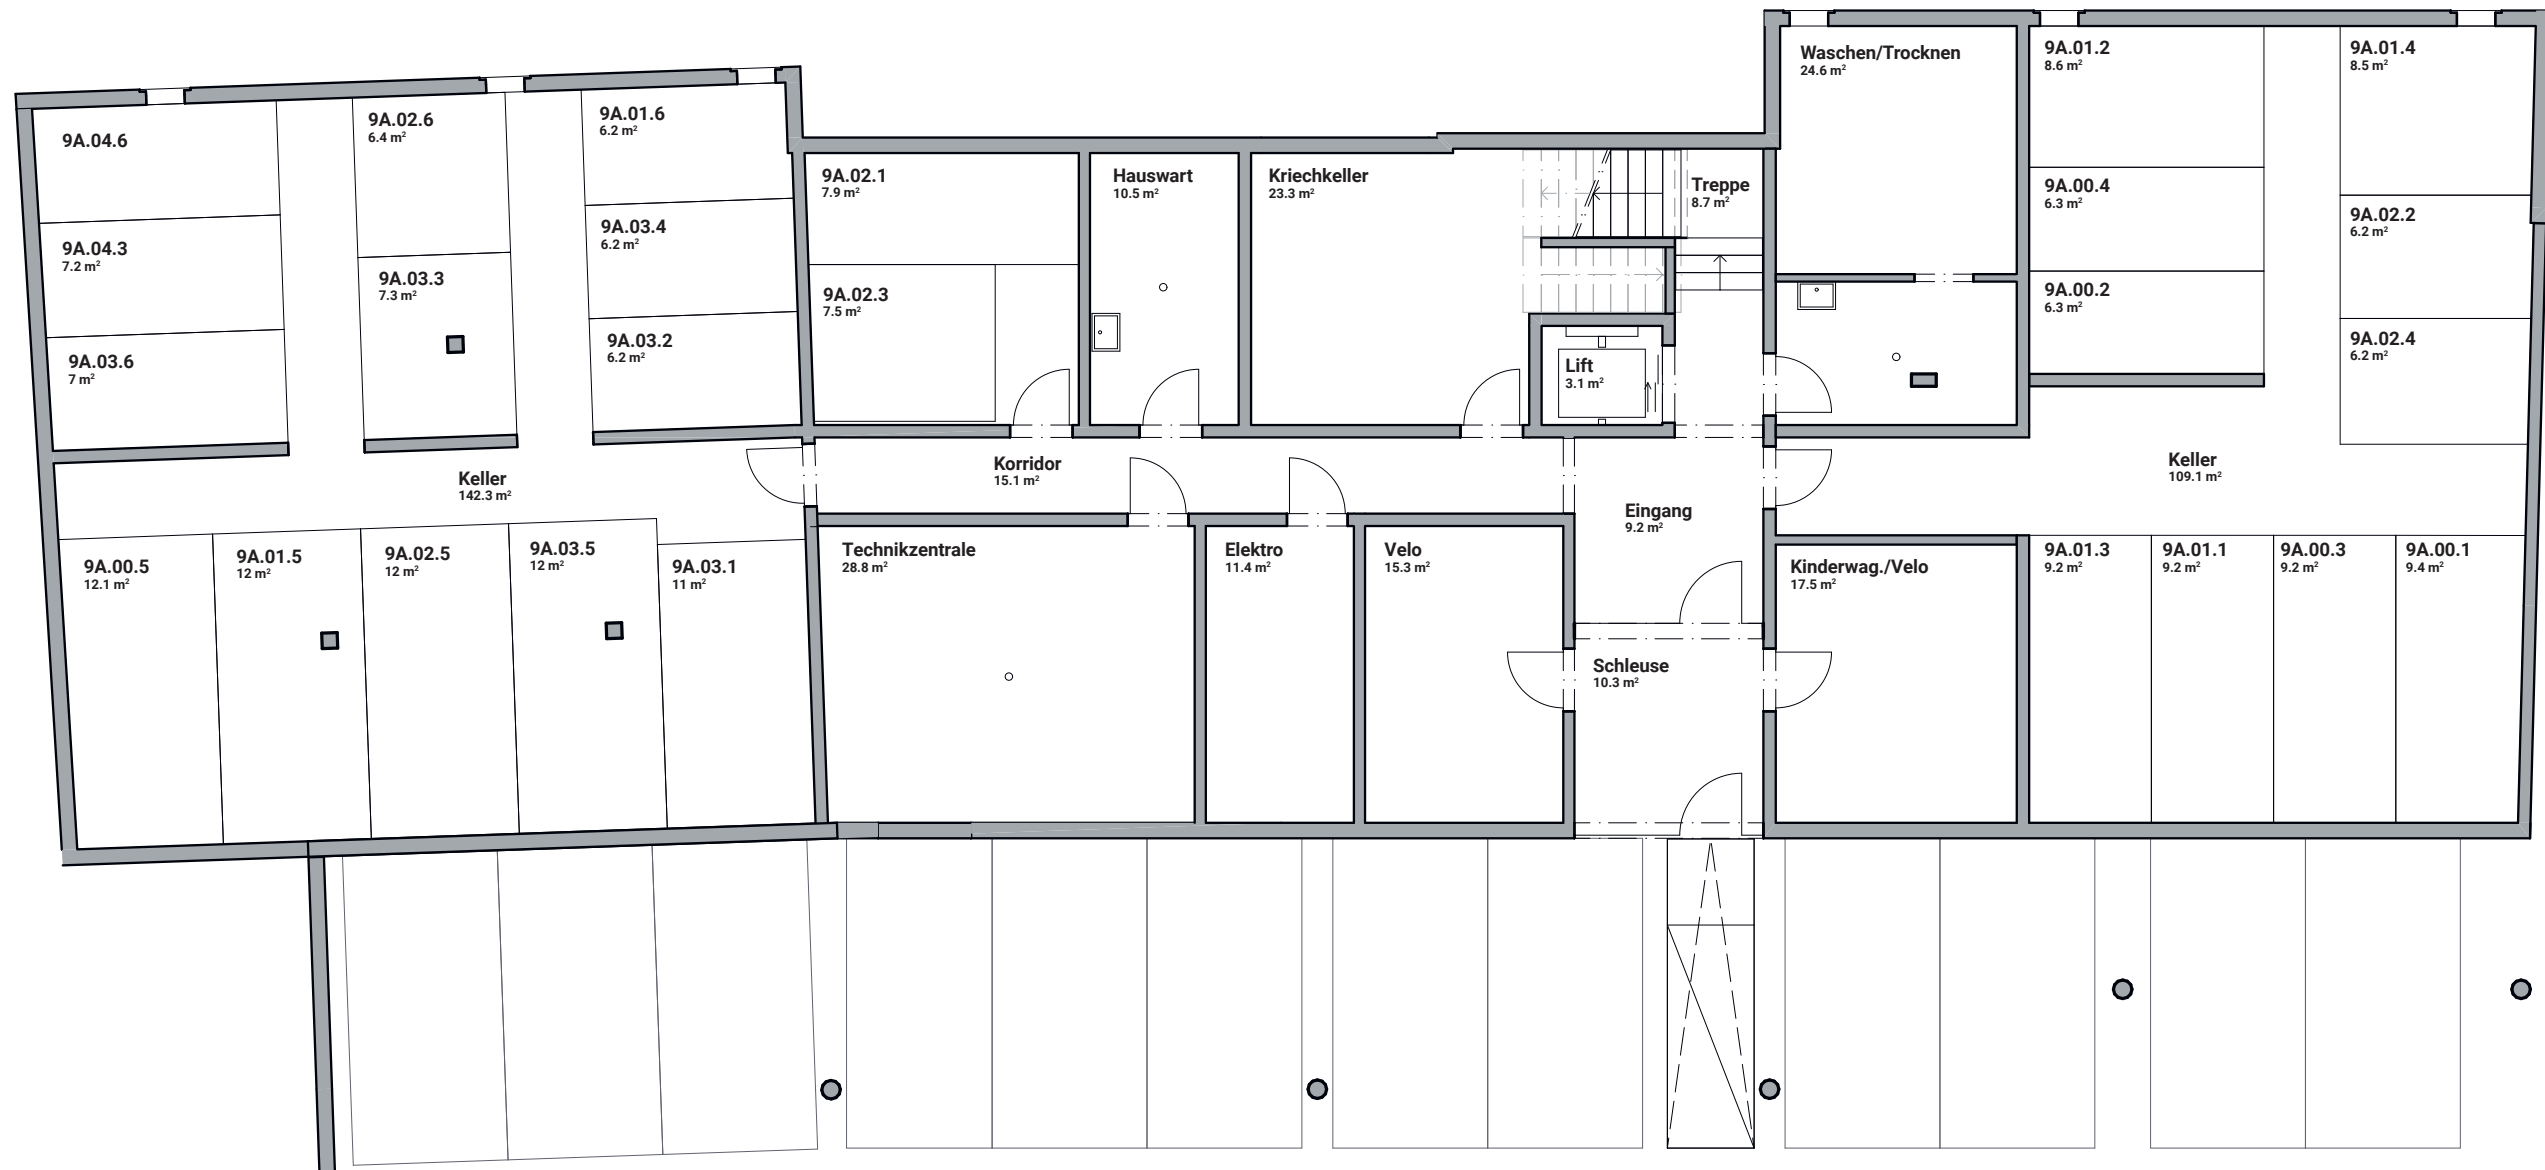 9A.04.6
9A.02.6
6.4 m²
9A.01.6
6.2 m²
9A.04.3
7.2 m²
9A.03.3
7.3 m²
9A.03.4
6.2 m²
9A.03.6
7 m²
9A.03.2
6.2 m²
Keller
142.3 m²
9A.00.5
12.1 m²
9A.01.5
12 m²
9A.02.5
12 m²
9A.03.5
12 m²
9A.03.1
11 m²
9A.02.1
7.9 m²
9A.02.3
7.5 m²
Hauswart
10.5 m²
Kriechkeller
23.3 m²
Treppe
8.7 m²
Lift
3.1 m²
Korridor
15.1 m²
Technikzentrale
28.8 m²
Elektro
11.4 m²
Velo
15.3 m²
Eingang
9.2 m²
Schleuse
10.3 m²
Waschen/Trocknen
24.6 m²
Kinderwag./Velo
17.5 m²
9A.01.2
8.6 m²
9A.01.4
8.5 m²
9A.00.4
6.3 m²
9A.02.2
6.2 m²
9A.00.2
6.3 m²
9A.02.4
6.2 m²
Keller
109.1 m²
9A.01.3
9.2 m²
9A.01.1
9.2 m²
9A.00.3
9.2 m²
9A.00.1
9.4 m²